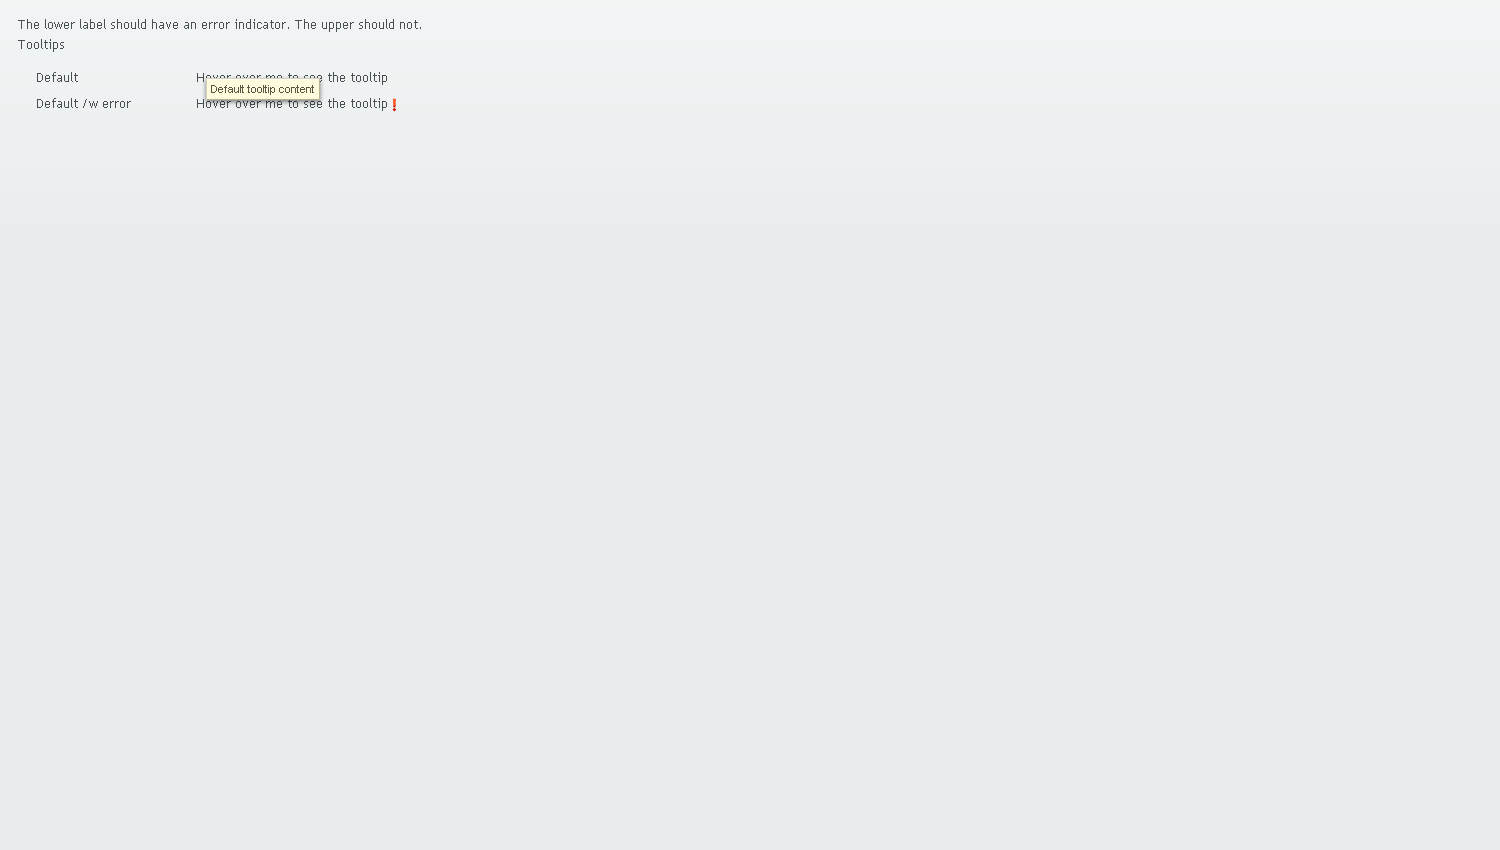 The lower label should have an error indicator. The upper should not.
Tooltips
Default Hover over me to see the tooltip
Default tooltip content
Default /w error Hover over me to see the tooltip !